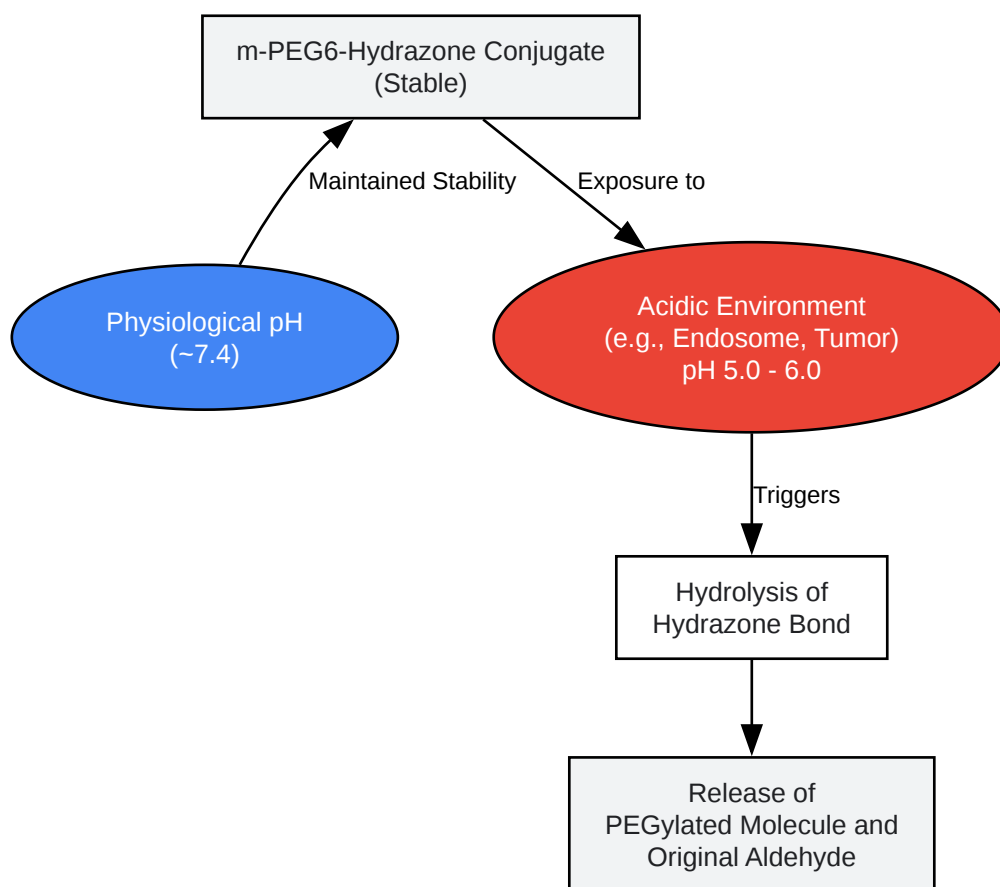 m-PEG6-Hydrazone Conjugate
(Stable)
Maintained Stability
Exposure to
Physiological pH
(~7.4)
Acidic Environment
(e.g., Endosome, Tumor)
pH 5.0 - 6.0
Triggers
Hydrolysis of
Hydrazone Bond
Release of
PEGylated Molecule and
Original Aldehyde